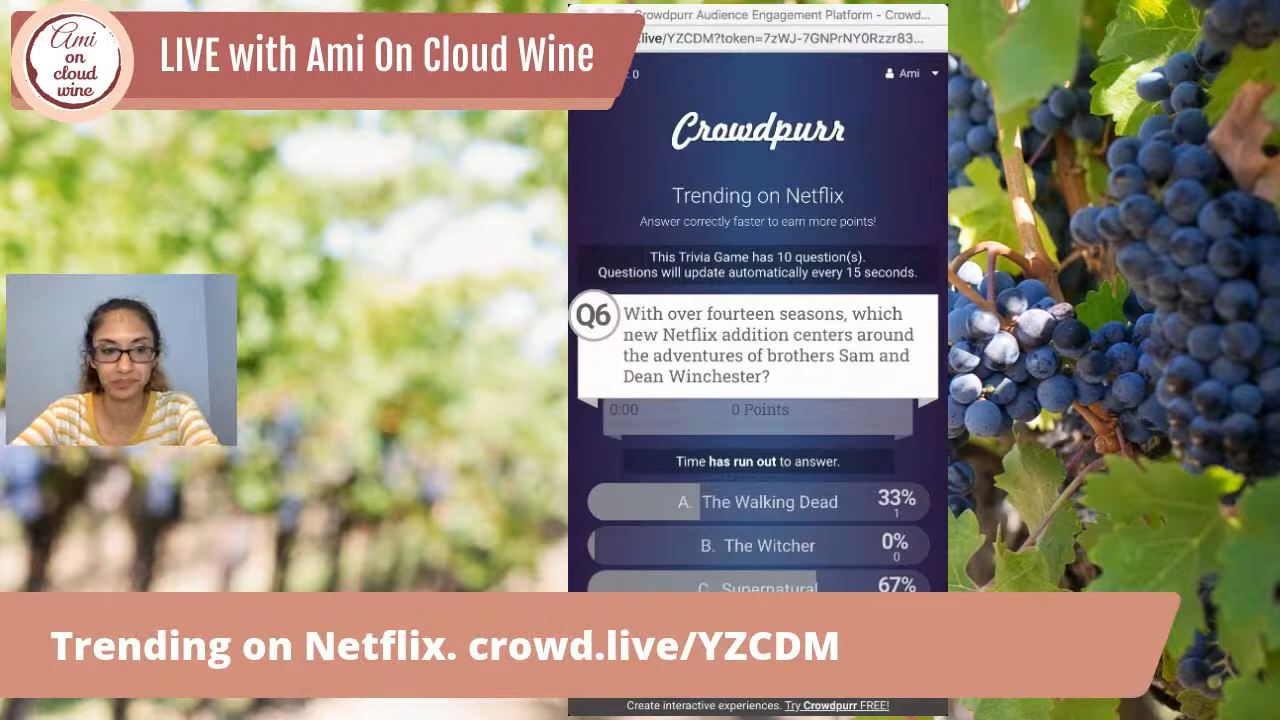 Ami
on
cloud
wine
LIVE with Ami On Cloud Wine
Crowdpurr Audience Engagement Platform - Crowd...
.live/YZCDM?token=7zWJ-7GNPrNY0Rzzr83...
: 0
Ami
Crowdpurr
Trending on Netflix
Answer correctly faster to earn more points!
This Trivia Game has 10 question(s).
Questions will update automatically every 15 seconds.
Q6
With over fourteen seasons, which
new Netflix addition centers around
the adventures of brothers Sam and
Dean Winchester?
0:00 0 Points
Time has run out to answer.
A. The Walking Dead 33%
1
B. The Witcher 0%
0
C. Supernatural 67%
Trending on Netflix. crowd.live/YZCDM
Create interactive experiences. Try Crowdpurr FREE!